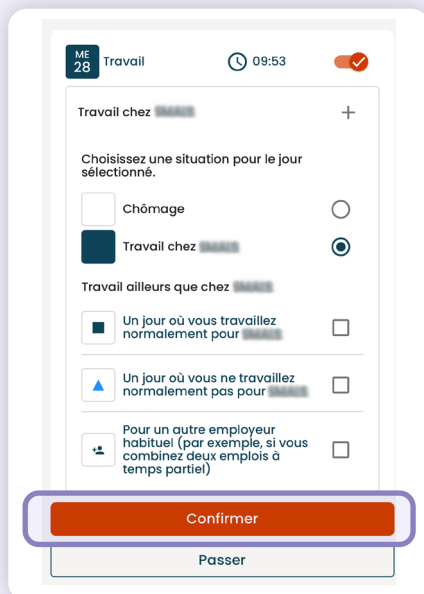 ME
28 Travail 09:53
Travail chez
Choisissez une situation pour le jour
sélectionné.
Chômage
Travail chez
Travail ailleurs que chez
Un jour où vous travaillez
normalement pour
Un jour où vous ne travaillez
normalement pas pour
Pour un autre employeur
habituel (par exemple, si vous
combinez deux emplois à
temps partiel)
Confirmer
Passer